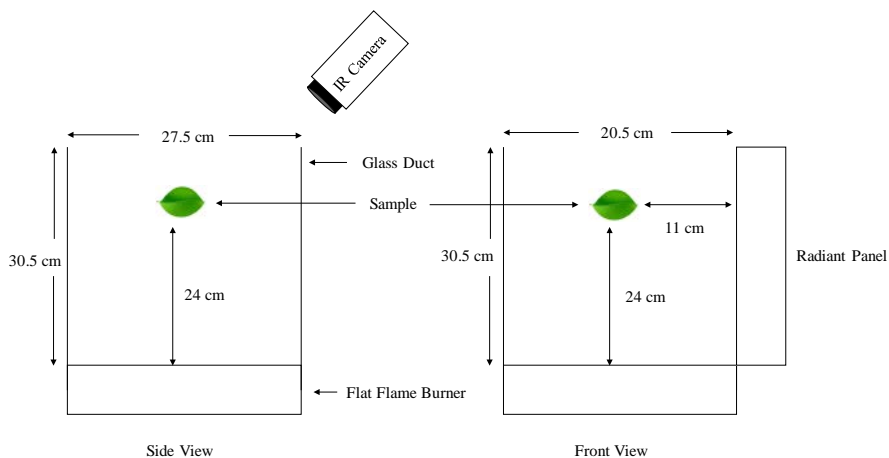 IR Camera
27.5 cm
20.5 cm
Glass Duct
Sample
11 cm
30.5 cm
30.5 cm
Radiant Panel
24 cm
24 cm
Flat Flame Burner
Side View
Front View